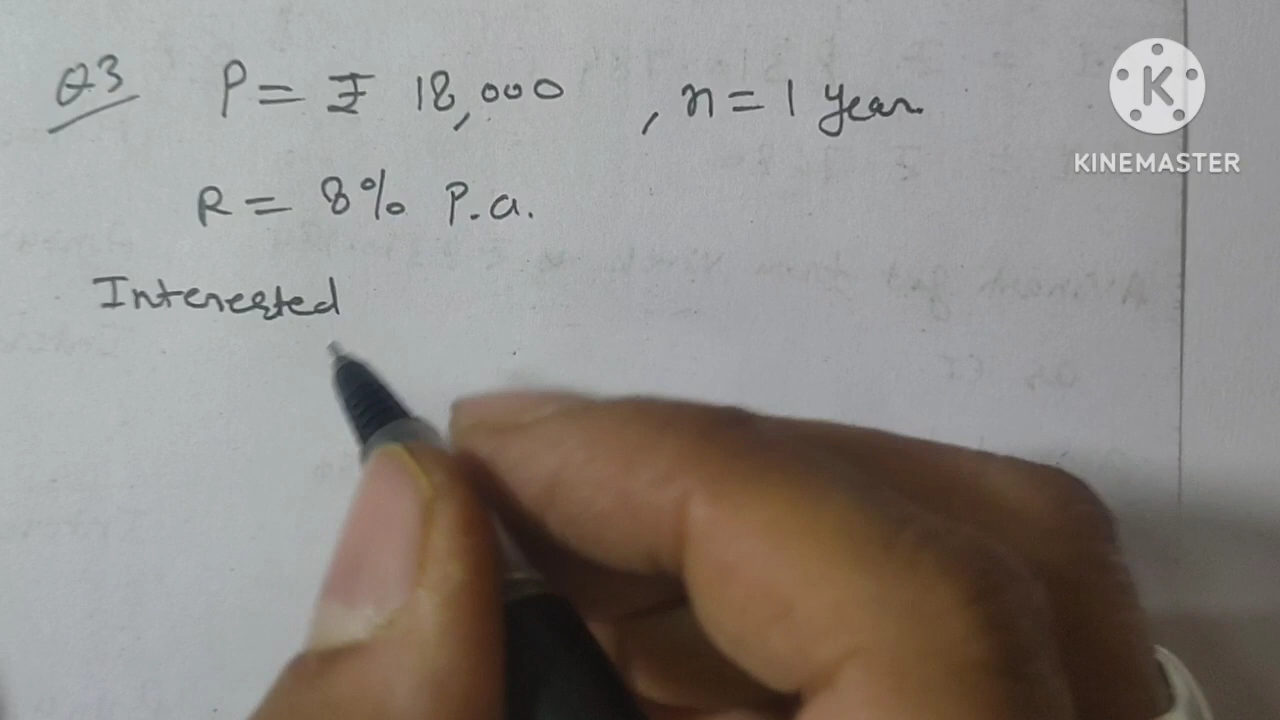 Q3 P = ₹ 18,000 , n = 1 year
R = 8% P.a.
Interested
K
KINEMASTER